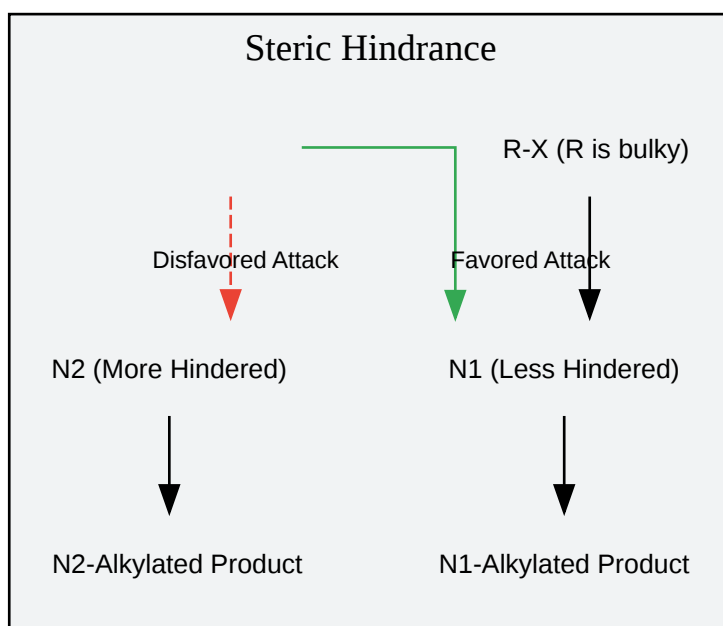 Steric Hindrance
R-X (R is bulky)
Disfavored Attack
Favored Attack
N2 (More Hindered)
N1 (Less Hindered)
N2-Alkylated Product
N1-Alkylated Product